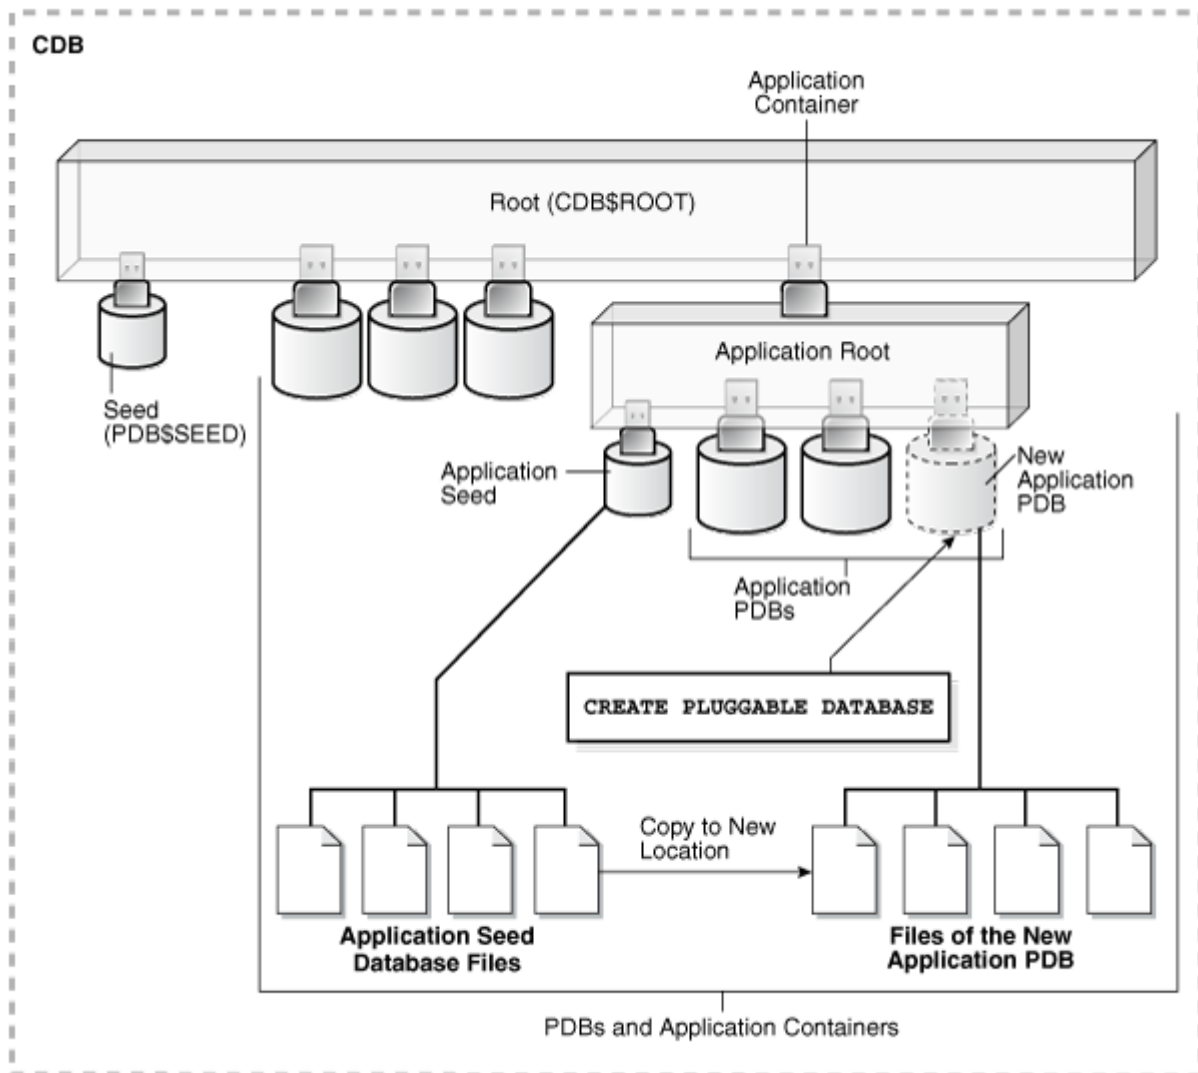 CDB
Application
Container
Root (CDB$ROOT)
Application Root
Seed
(PDB$SEED)
Application
Seed
New
Application
PDB
Application
PDBs
CREATE PLUGGABLE DATABASE
Copy to New
Location
Application Seed
Database Files
Files of the New
Application PDB
PDBs and Application Containers